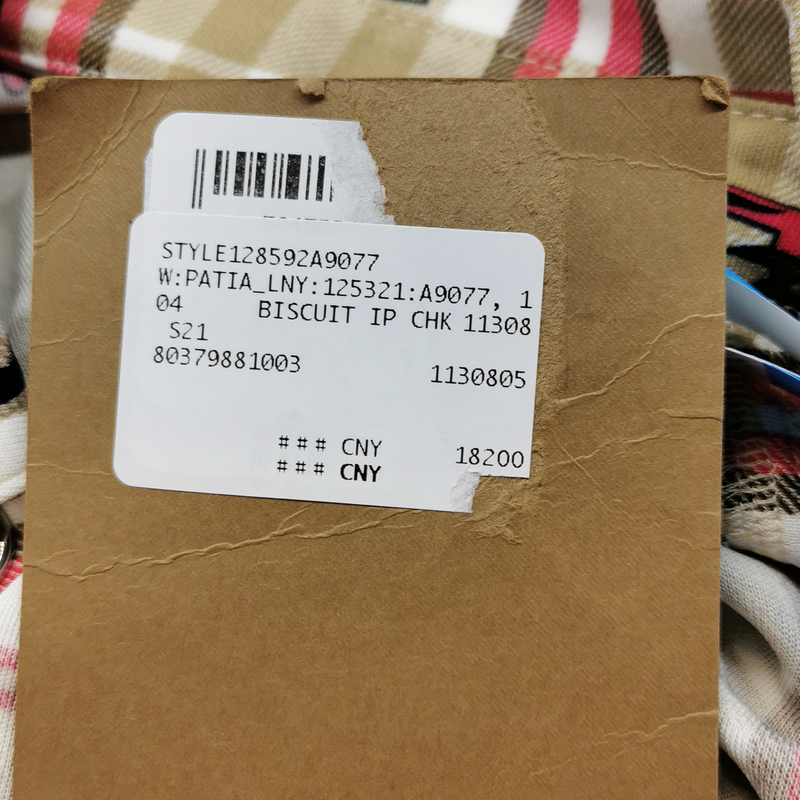 STYLE128592A9077
W:PATIA_LNY:125321:A9077, 1
04 BISCUIT IP CHK 11308
S21
80379881003 1130805
### CNY 18200
### CNY